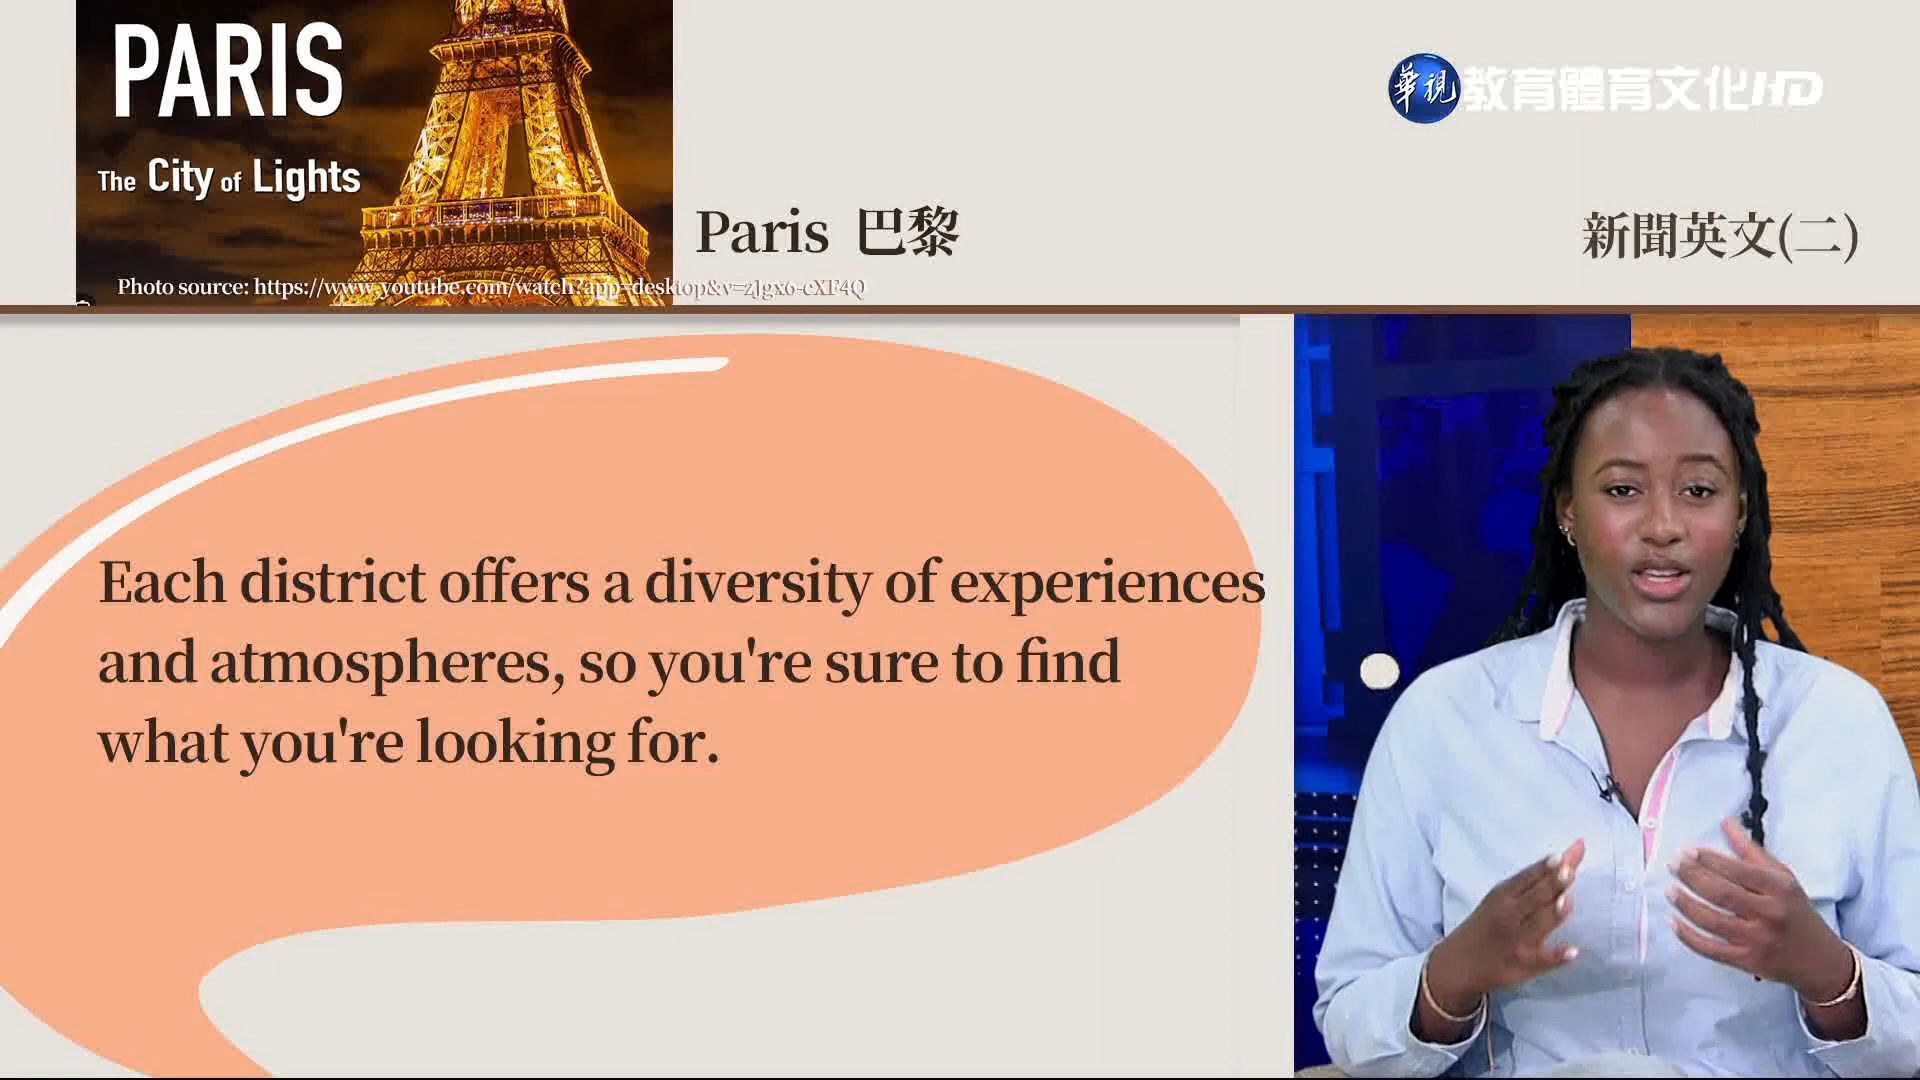 PARIS
The City of Lights
華視 教育體育文化HD
Paris 巴黎
新聞英文(二)
Photo source: https://www.youtube.com/watch?app=desktop&v=zJgx6-eXF4Q
Each district offers a diversity of experiences
and atmospheres, so you're sure to find
what you're looking for.